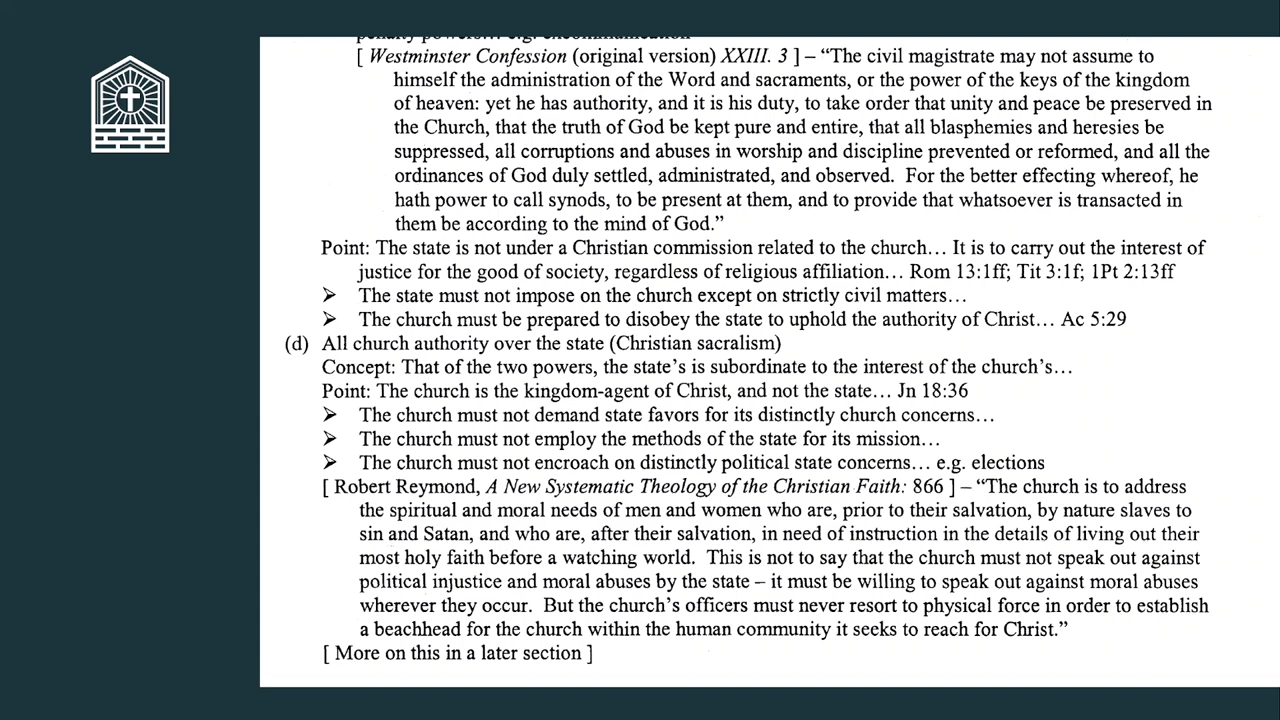 penalty powers… e.g. excommunication
[ Westminster Confession (original version) XXIII. 3 ] – “The civil magistrate may not assume to
himself the administration of the Word and sacraments, or the power of the keys of the kingdom
of heaven: yet he has authority, and it is his duty, to take order that unity and peace be preserved in
the Church, that the truth of God be kept pure and entire, that all blasphemies and heresies be
suppressed, all corruptions and abuses in worship and discipline prevented or reformed, and all the
ordinances of God duly settled, administrated, and observed.  For the better effecting whereof, he
hath power to call synods, to be present at them, and to provide that whatsoever is transacted in
them be according to the mind of God.”
Point: The state is not under a Christian commission related to the church… It is to carry out the interest of
justice for the good of society, regardless of religious affiliation… Rom 13:1ff; Tit 3:1f; 1Pt 2:13ff
➢ The state must not impose on the church except on strictly civil matters…
➢ The church must be prepared to disobey the state to uphold the authority of Christ… Ac 5:29
(d) All church authority over the state (Christian sacralism)
Concept: That of the two powers, the state’s is subordinate to the interest of the church’s…
Point: The church is the kingdom-agent of Christ, and not the state… Jn 18:36
➢ The church must not demand state favors for its distinctly church concerns…
➢ The church must not employ the methods of the state for its mission…
➢ The church must not encroach on distinctly political state concerns… e.g. elections
[ Robert Reymond, A New Systematic Theology of the Christian Faith: 866 ] – “The church is to address
the spiritual and moral needs of men and women who are, prior to their salvation, by nature slaves to
sin and Satan, and who are, after their salvation, in need of instruction in the details of living out their
most holy faith before a watching world.  This is not to say that the church must not speak out against
political injustice and moral abuses by the state – it must be willing to speak out against moral abuses
wherever they occur.  But the church’s officers must never resort to physical force in order to establish
a beachhead for the church within the human community it seeks to reach for Christ.”
[ More on this in a later section ]